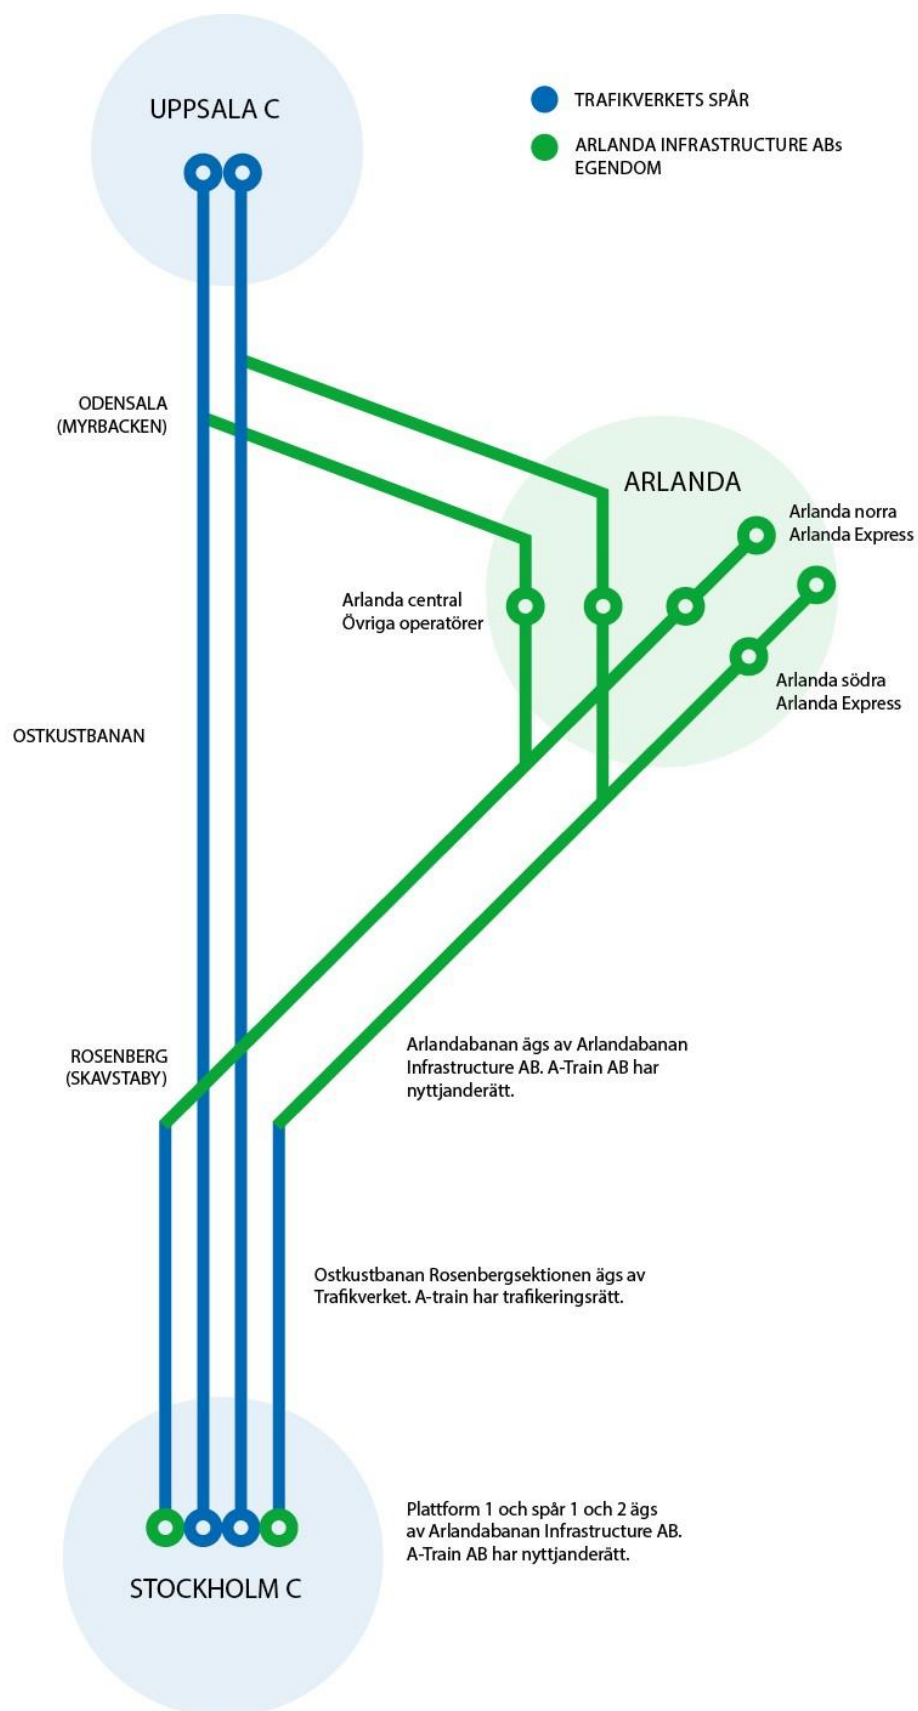 UPPSALA C
TRAFIKVERKETS SPÅR
ARLANDA INFRASTRUCTURE ABs
EGENDOM
ODENSALA
(MYRBACKEN)
ARLANDA
Arlanda norra
Arlanda Express
Arlanda central
Övriga operatörer
Arlanda södra
Arlanda Express
OSTKUSTBANAN
ROSENBERG
(SKAVSTABY)
Arlandabanan ägs av Arlandabanan
Infrastructure AB. A-Train AB har
nyttjanderätt.
Ostkustbanan Rosenbergsektionen ägs av
Trafikverket. A-train har trafikeringsrätt.
Plattform 1 och spår 1 och 2 ägs
av Arlandabanan Infrastructure AB.
A-Train AB har nyttjanderätt.
STOCKHOLM C